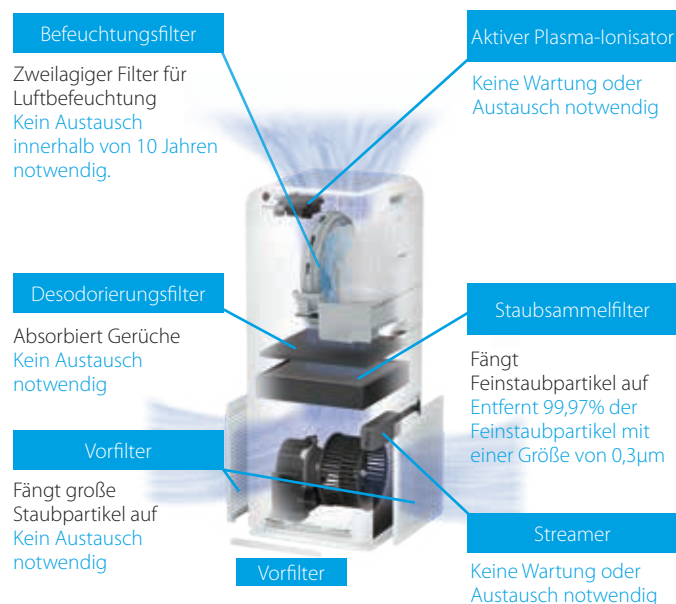 Befeuchtungsfilter
Zweilagiger Filter für
Luftbefeuchtung
Kein Austausch
innerhalb von 10 Jahren
notwendig.
Aktiver Plasma-Ionisator
Keine Wartung oder
Austausch notwendig
Desodorierungsfilter
Absorbiert Gerüche
Kein Austausch
notwendig
Staubsammelfilter
Fängt
Feinstaubpartikel auf
Entfernt 99,97% der
Feinstaubpartikel mit
einer Größe von 0,3µm
Vorfilter
Fängt große
Staubpartikel auf
Kein Austausch
notwendig
Vorfilter
Streamer
Keine Wartung oder
Austausch notwendig